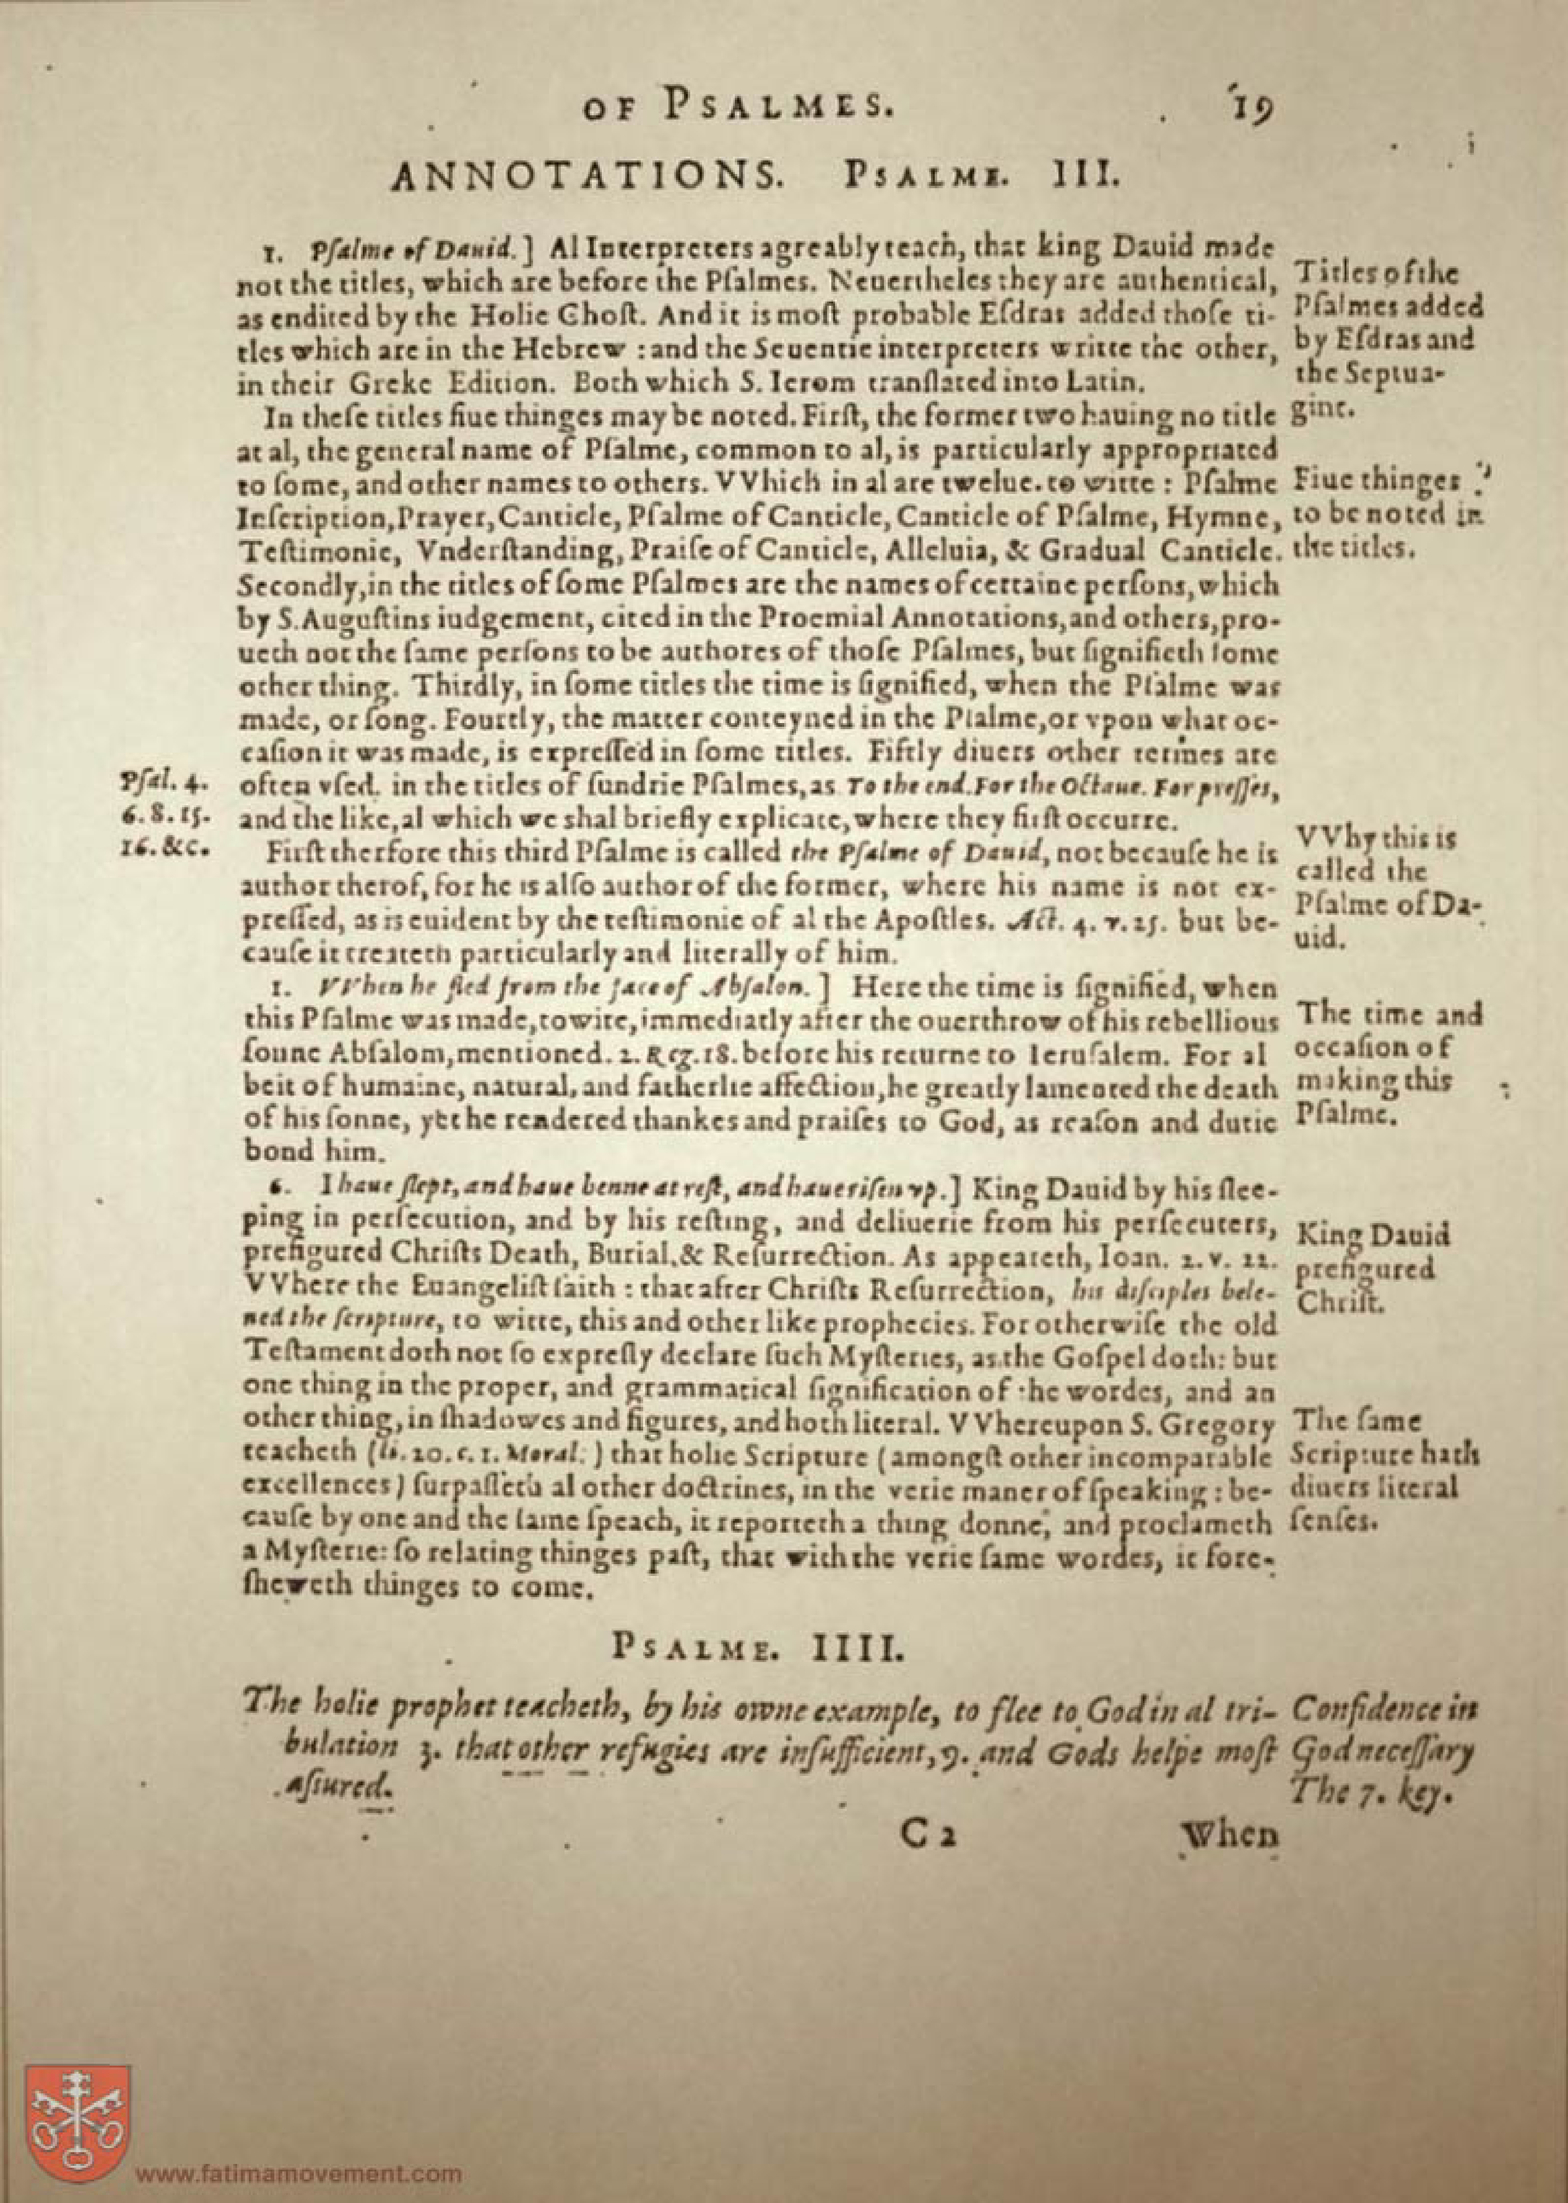 OF PSALMES. 19
ANNOTATIONS. PSALME. III.
1. Pſalme of Dauid.] Al Interpreters agreably teach, that king Dauid made
not the titles, which are before the Pſalmes. Neuertheles they are authentical,
as endited by the Holie Ghoſt. And it is moſt probable Eſdras added thoſe ti-
tles which are in the Hebrew : and the Seuentie interpreters writte the other,
in their Greke Edition. Both which S. Ierom tranſlated into Latin.
Titles of the
Pſalmes added
by Eſdras and
the Septua-
gint.
In theſe titles fiue thinges may be noted. Firſt, the former two hauing no title
at al, the general name of Pſalme, common to al, is particularly appropriated
to ſome, and other names to others. VVhich in al are twelue. to witte : Pſalme
Inſcription, Prayer, Canticle, Pſalme of Canticle, Canticle of Pſalme, Hymne,
Teſtimonie, Vnderſtanding, Praiſe of Canticle, Alleluia, & Gradual Canticle.
Secondly, in the titles of ſome Pſalmes are the names of certaine perſons, which
by S. Auguſtins iudgement, cited in the Proemial Annotations, and others, pro-
ueth not the ſame perſons to be authores of thoſe Pſalmes, but ſignifieth ſome
other thing. Thirdly, in ſome titles the time is ſignified, when the Pſalme was
made, or ſong. Fourtly, the matter conteyned in the Pſalme, or vpon what oc-
caſion it was made, is expreſſed in ſome titles. Fiftly diuers other termes are
often vſed. in the titles of ſundrie Pſalmes, as To the end. For the Octaue. For preſſes,
and the like, al which we shal briefly explicate, where they firſt occurre.
Fiue thinges
to be noted in
the titles.
Pſal. 4.
6. 8. 15.
16. &c.
Firſt therfore this third Pſalme is called the Pſalme of Dauid, not becauſe he is
author therof, for he is alſo author of the former, where his name is not ex-
preſſed, as is euident by the teſtimonie of al the Apoſtles. Act. 4. v. 25. but be-
cauſe it treateth particularly and literally of him.
VVhy this is
called the
Pſalme of Da-
uid.
1. VVhen he fled from the face of Abſalon.] Here the time is ſignified, when
this Pſalme was made, to wite, immediatly after the ouerthrow of his rebellious
ſonne Abſalom, mentioned. 2. Reg. 18. before his returne to Ieruſalem. For al
beit of humaine, natural, and fatherlie affection, he greatly lamented the death
of his ſonne, yet he rendered thankes and praiſes to God, as reaſon and dutie
bond him.
The time and
occaſion of
making this
Pſalme.
6. I haue ſlept, and haue benne at reſt, and haue riſen vp.] King Dauid by his ſlee-
ping in perſecution, and by his reſting, and deliuerie from his perſecuters,
prefigured Chriſts Death, Burial, & Reſurrection. As appeareth, Ioan. 2. v. 22.
VVhere the Euangeliſt ſaith : that after Chriſts Reſurrection, his diſciples bele-
ued the ſcripture, to witte, this and other like prophecies. For otherwiſe the old
Teſtament doth not ſo expreſly declare ſuch Myſteries, as the Goſpel doth: but
one thing in the proper, and grammatical ſignification of the wordes, and an
other thing, in ſhadowes and figures, and both literal. VVhereupon S. Gregory
teacheth (li. 20. c. 1. Moral.) that holie Scripture (amongſt other incomparable
excellences) ſurpaſſeth al other doctrines, in the verie maner of ſpeaking : be-
cauſe by one and the ſame ſpeach, it reporteth a thing donne, and proclameth
a Myſterie: ſo relating thinges paſt, that with the verie ſame wordes, it fore-
ſheweth thinges to come.
King Dauid
prefigured
Chriſt.
The ſame
Scripture hath
diuers literal
ſenſes.
PSALME. IIII.
The holie prophet teacheth, by his owne example, to flee to God in al tri-
bulation 3. that other refugies are inſufficient, 9. and Gods helpe moſt
aſſured.
Confidence in
God neceſſary
The 7. key.
C 2 When
www.fatimamovement.com